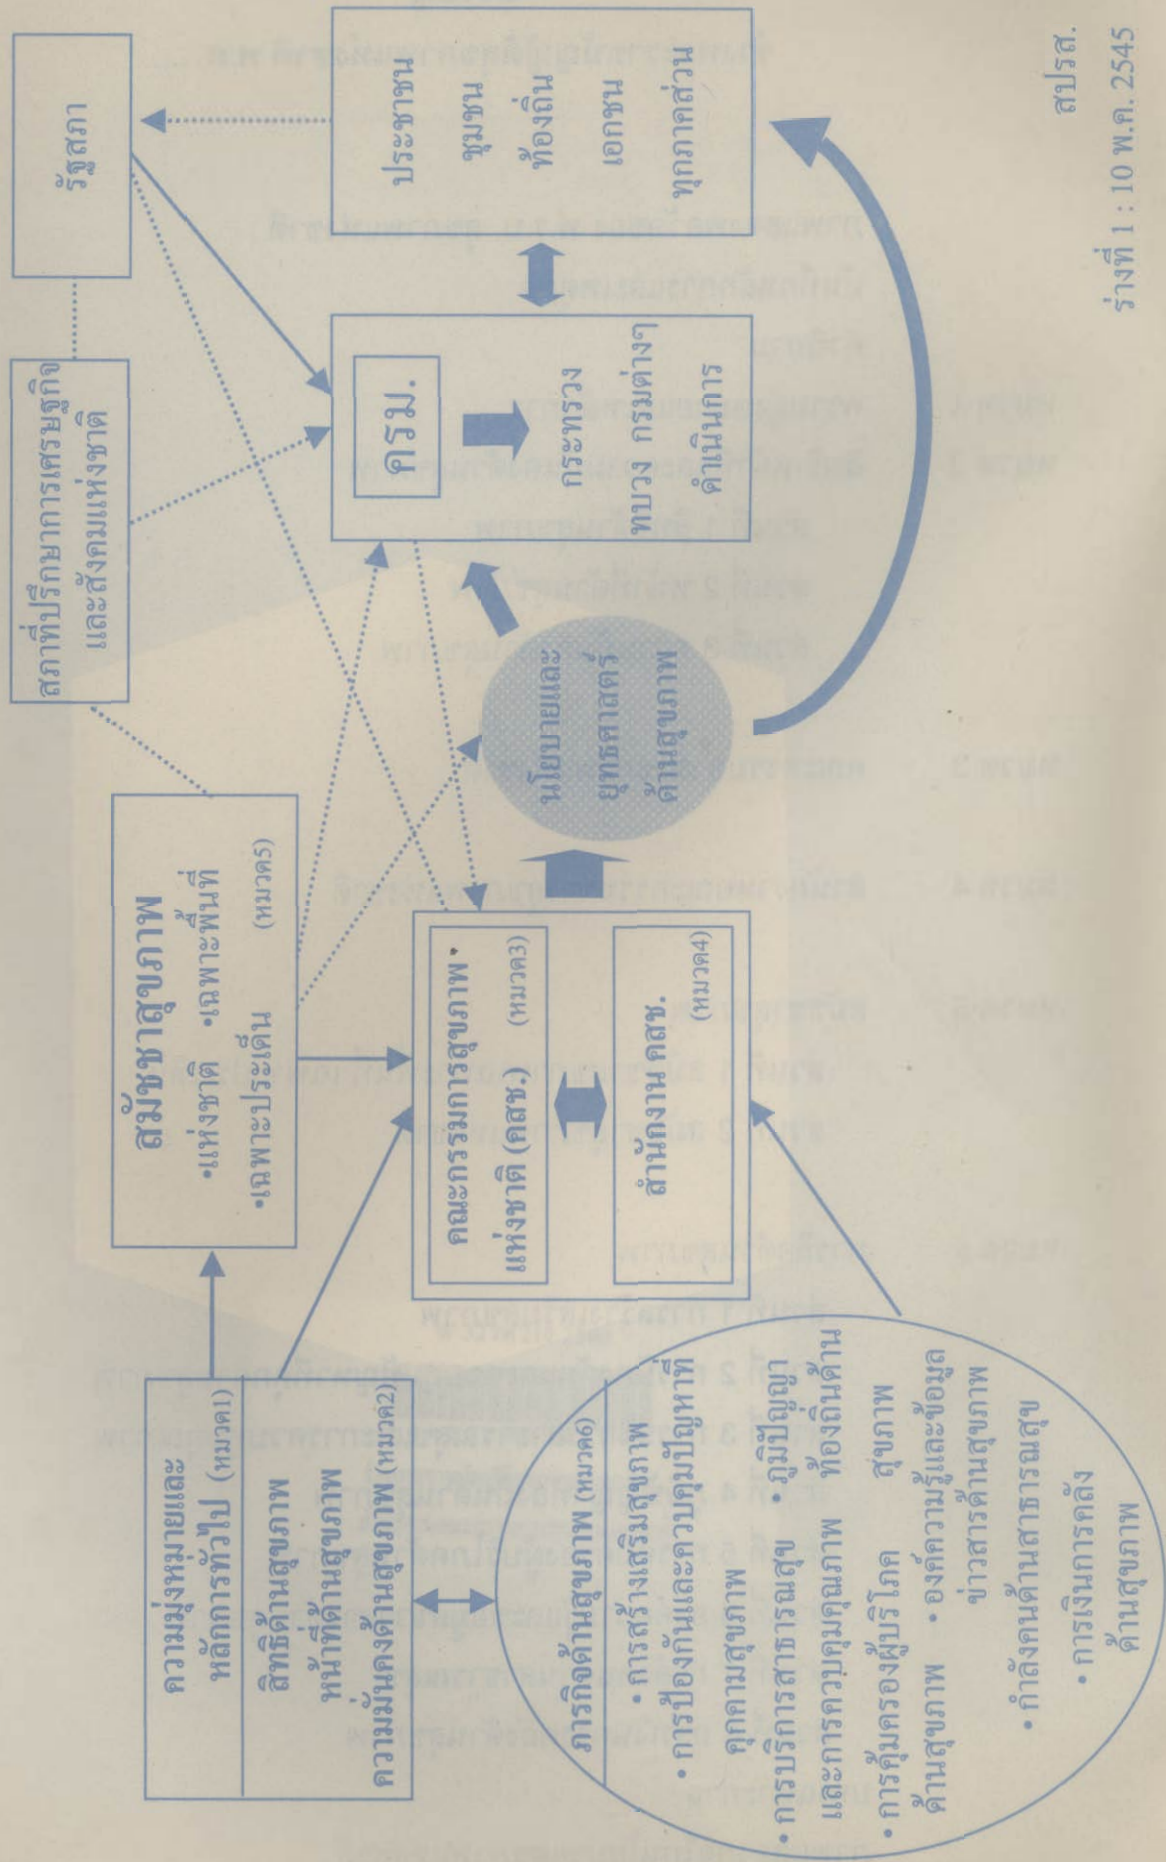 ความมุ่งหมายและ
หลักการทั่วไป (หมวด1)
สิทธิด้านสุขภาพ
หน้าที่ด้านสุขภาพ
ความมั่นคงด้านสุขภาพ (หมวด2)
ภารกิจด้านสุขภาพ (หมวด6)
• การสร้างเสริมสุขภาพ
• การป้องกันและควบคุมปัญหาที่
คุกคามสุขภาพ
• การบริการสาธารณสุข
และการควบคุมคุณภาพ
• การคุ้มครองผู้บริโภค
ด้านสุขภาพ
• ภูมิปัญญา
ท้องถิ่นด้าน
สุขภาพ
• องค์ความรู้และข้อมูล
ข่าวสารด้านสุขภาพ
• กำลังคนด้านสาธารณสุข
• การเงินการคลัง
ด้านสุขภาพ
สมัชชาสุขภาพ
•แห่งชาติ •เฉพาะพื้นที่
•เฉพาะประเด็น (หมวด5)
คณะกรรมการสุขภาพ
แห่งชาติ (คสช.) (หมวด3)
สำนักงาน คสช.
(หมวด4)
นโยบายและ
ยุทธศาสตร์
ด้านสุขภาพ
สภาที่ปรึกษาการเศรษฐกิจ
และสังคมแห่งชาติ
รัฐสภา
ครม.
กระทรวง
ทบวง กรมต่างๆ
ดำเนินการ
ประชาชน
ชุมชน
ท้องถิ่น
เอกชน
ทุกภาคส่วน
สปรส.
ร่างที่ 1 : 10 พ.ค. 2545